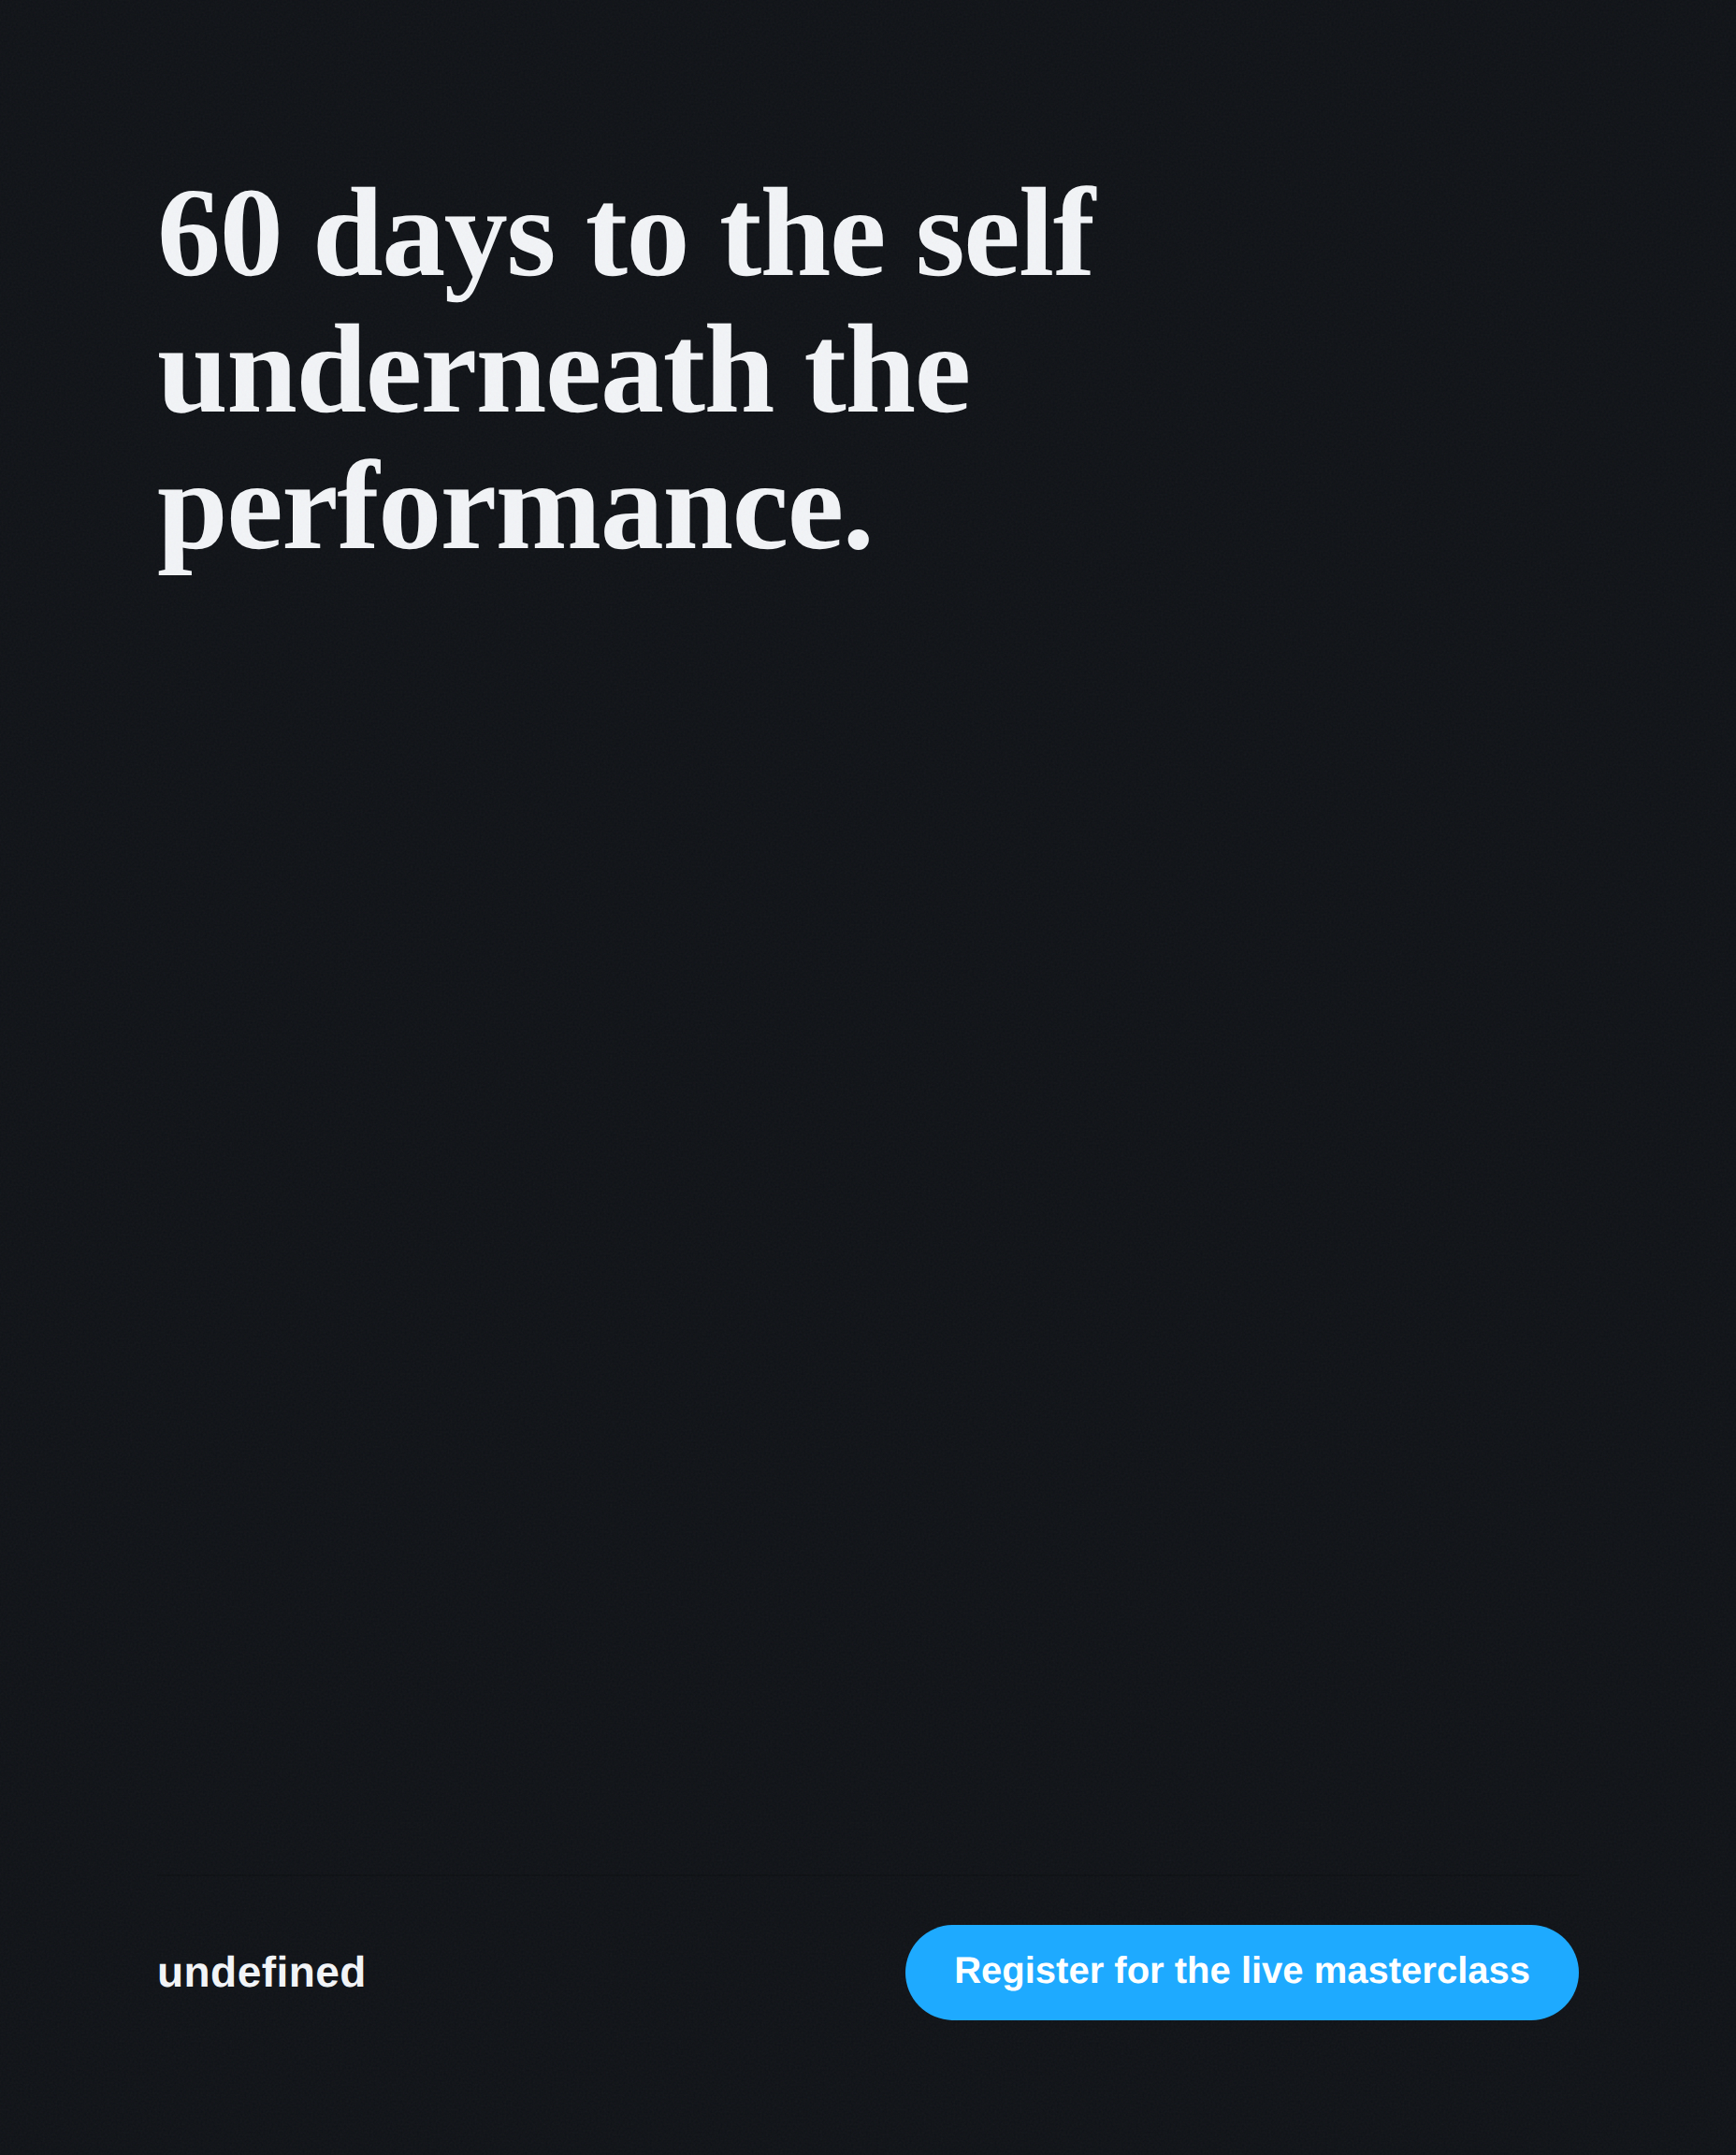 60 days to the self
underneath the
performance.
undefined
Register for the live masterclass